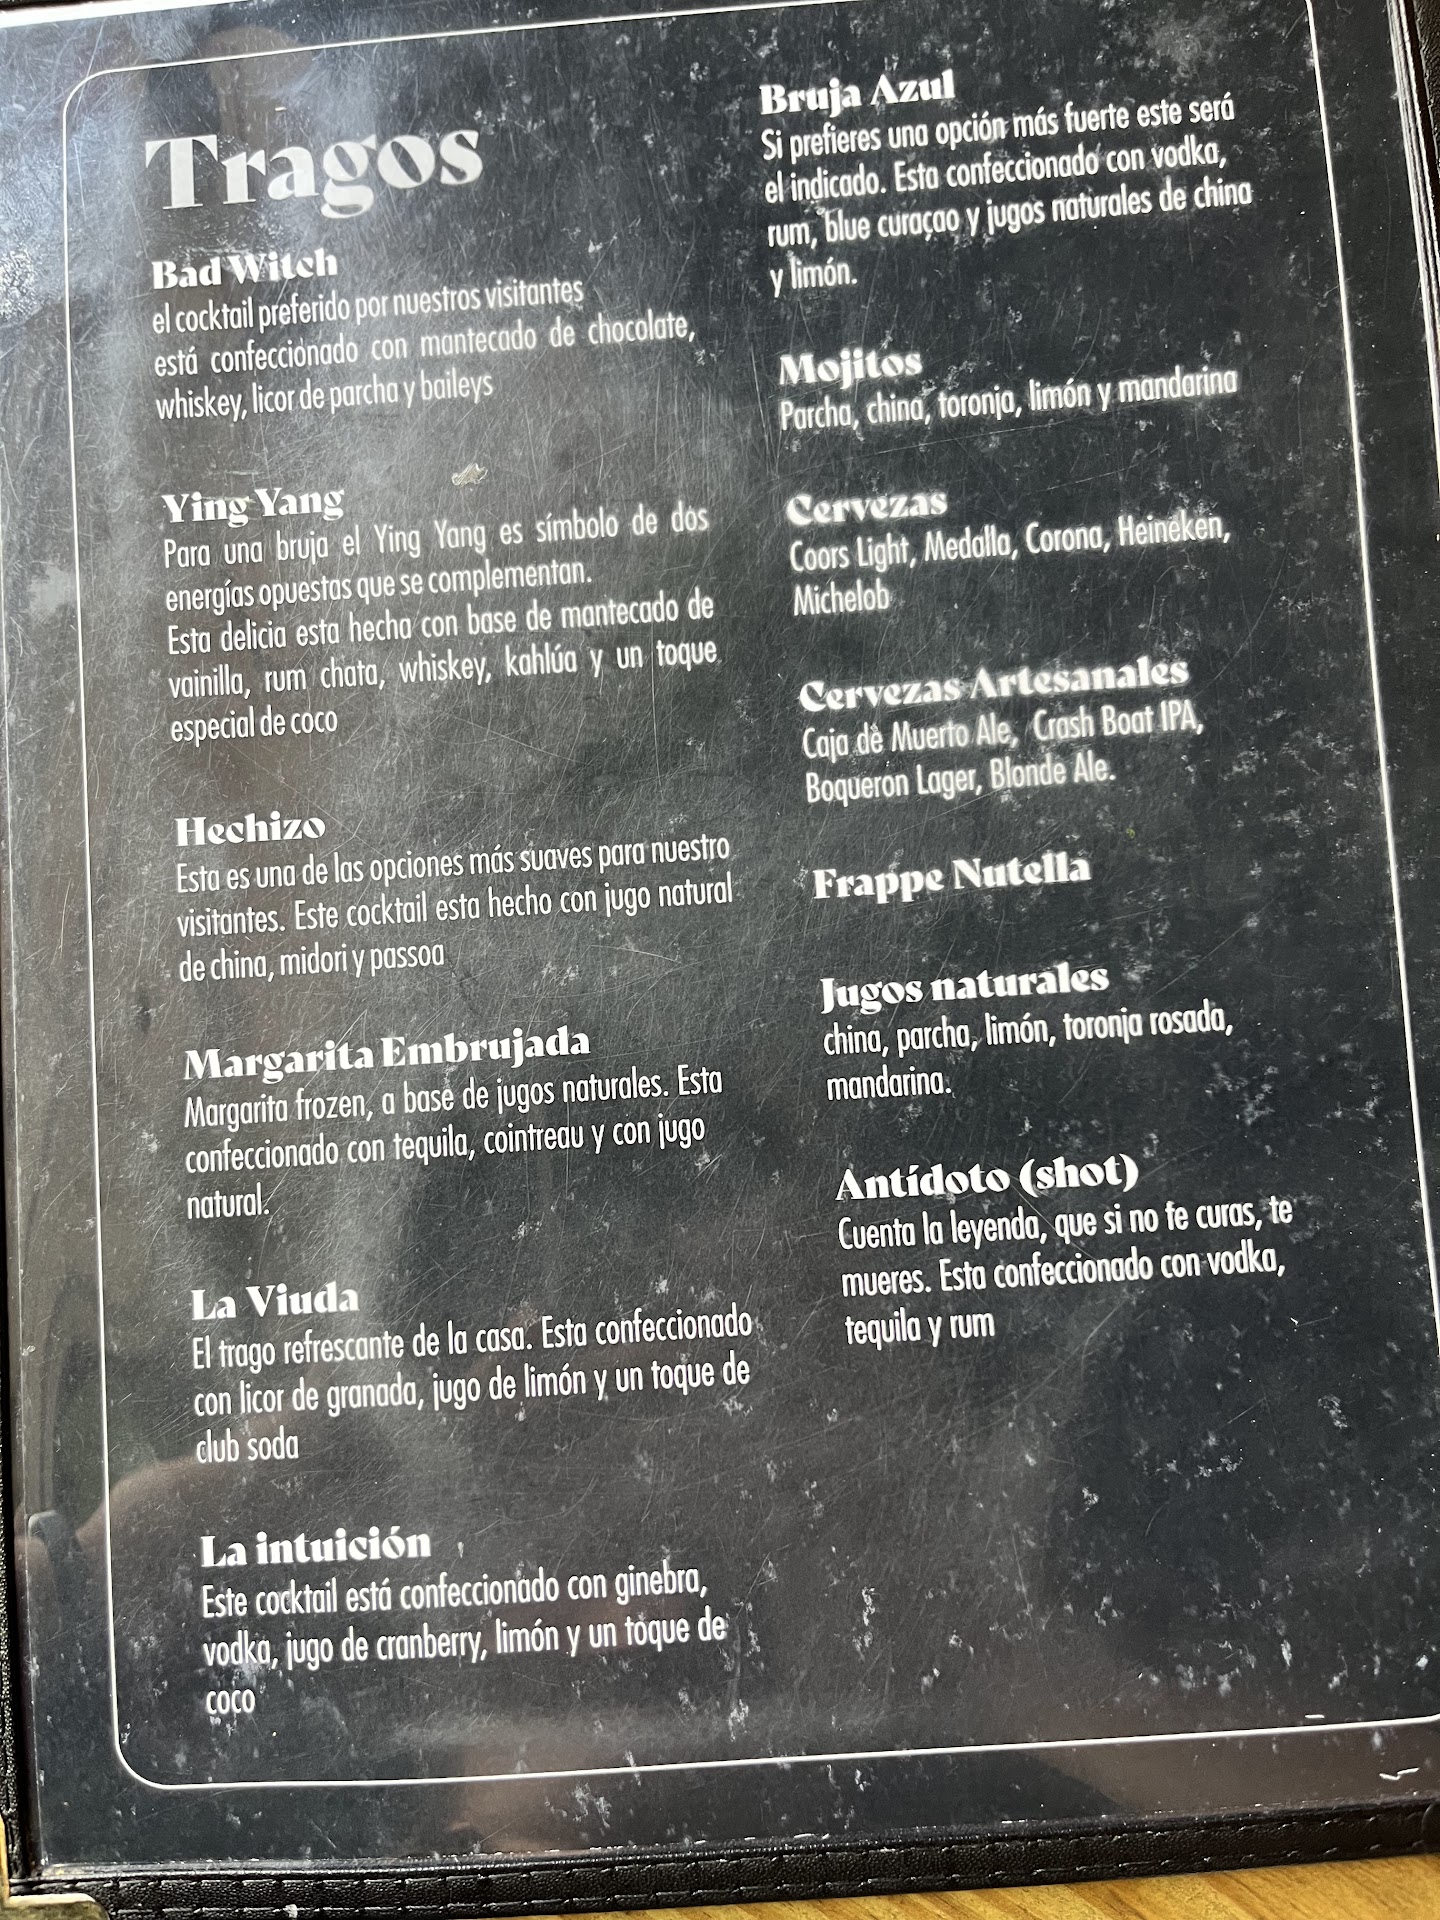 Tragos
Bad Witch
el cocktail preferido por nuestros visitantes
está confeccionado con mantecado de chocolate,
whiskey, licor de parcha y baileys
Ying Yang
Para una bruja el Ying Yang es símbolo de dos
energías opuestas que se complementan.
Esta delicia esta hecha con base de mantecado de
vainilla, rum chata, whiskey, kahlúa y un toque
especial de coco
Hechizo
Esta es una de las opciones más suaves para nuestro
visitantes. Este cocktail esta hecho con jugo natural
de china, midori y passoa
Margarita Embrujada
Margarita frozen, a base de jugos naturales. Esta
confeccionado con tequila, cointreau y con jugo
natural.
La Viuda
El trago refrescante de la casa. Esta confeccionado
con licor de granada, jugo de limón y un toque de
club soda
La intuición
Este cocktail está confeccionado con ginebra,
vodka, jugo de cranberry, limón y un toque de
coco
Bruja Azul
Si prefieres una opción más fuerte este será
el indicado. Esta confeccionado con vodka,
rum, blue curaçao y jugos naturales de china
y limón.
Mojitos
Parcha, china, toronja, limón y mandarina
Cervezas
Coors Light, Medalla, Corona, Heineken,
Michelob
Cervezas Artesanales
Caja de Muerto Ale, Crash Boat IPA,
Boqueron Lager, Blonde Ale.
Frappe Nutella
Jugos naturales
china, parcha, limón, toronja rosada,
mandarina.
Antídoto (shot)
Cuenta la leyenda, que si no te curas, te
mueres. Esta confeccionado con vodka,
tequila y rum